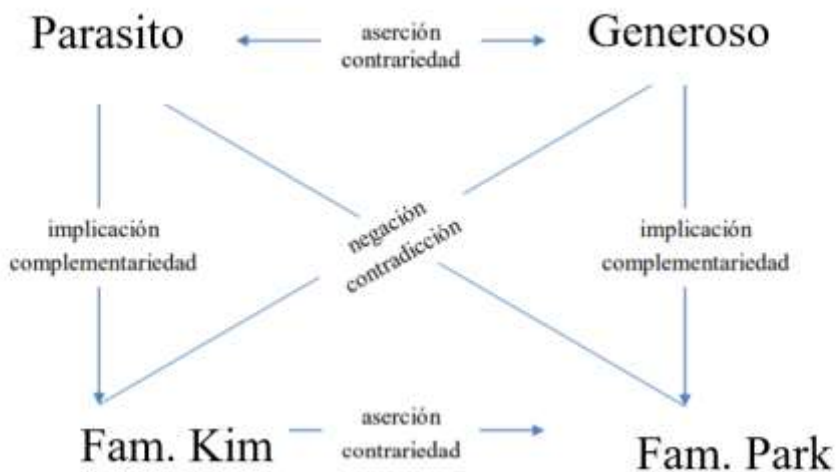 Parasito
aserción
contrariedad
Generoso
implicación
complementariedad
negación
contradicción
implicación
complementariedad
Fam. Kim
aserción
contrariedad
Fam. Park